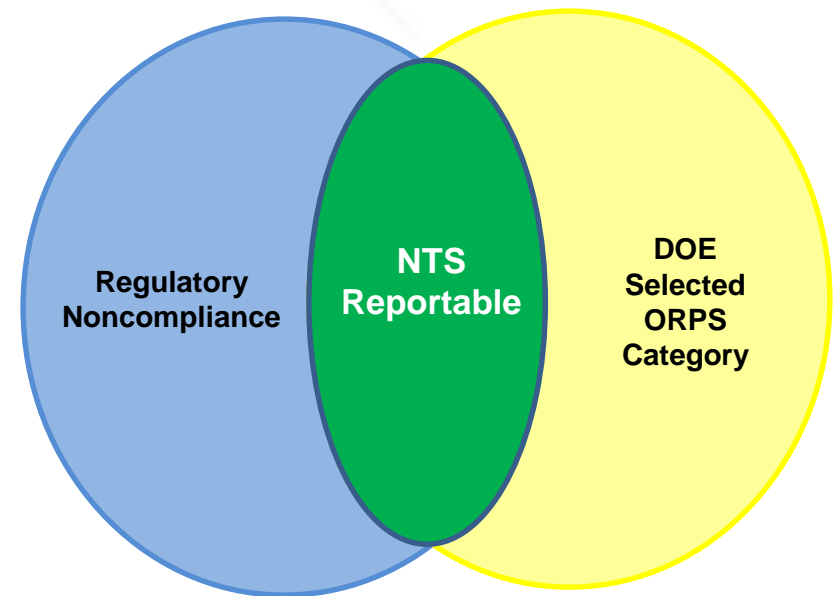 Regulatory
Noncompliance
NTS
Reportable
DOE
Selected
ORPS
Category